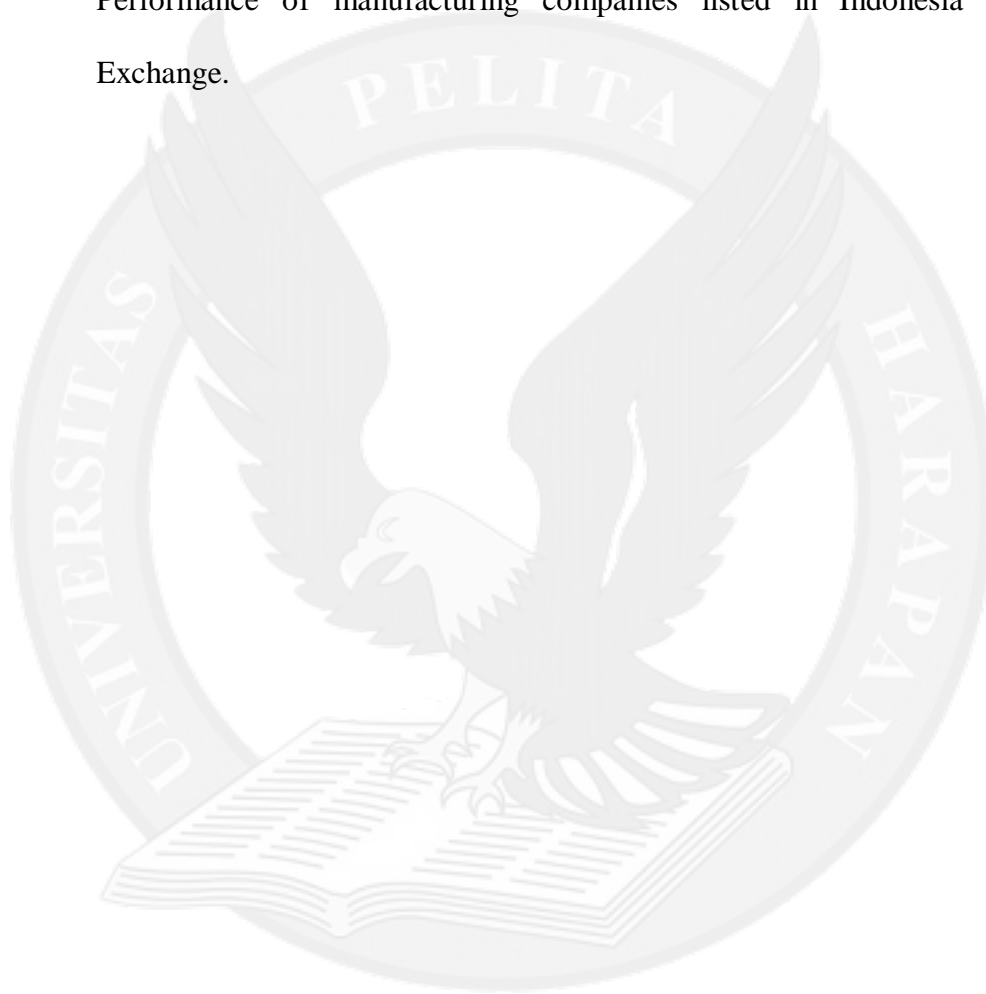 Performance of manufacturing companies listed in Indonesia
Exchange.
UNIVERSITAS PELITA HARAPAN